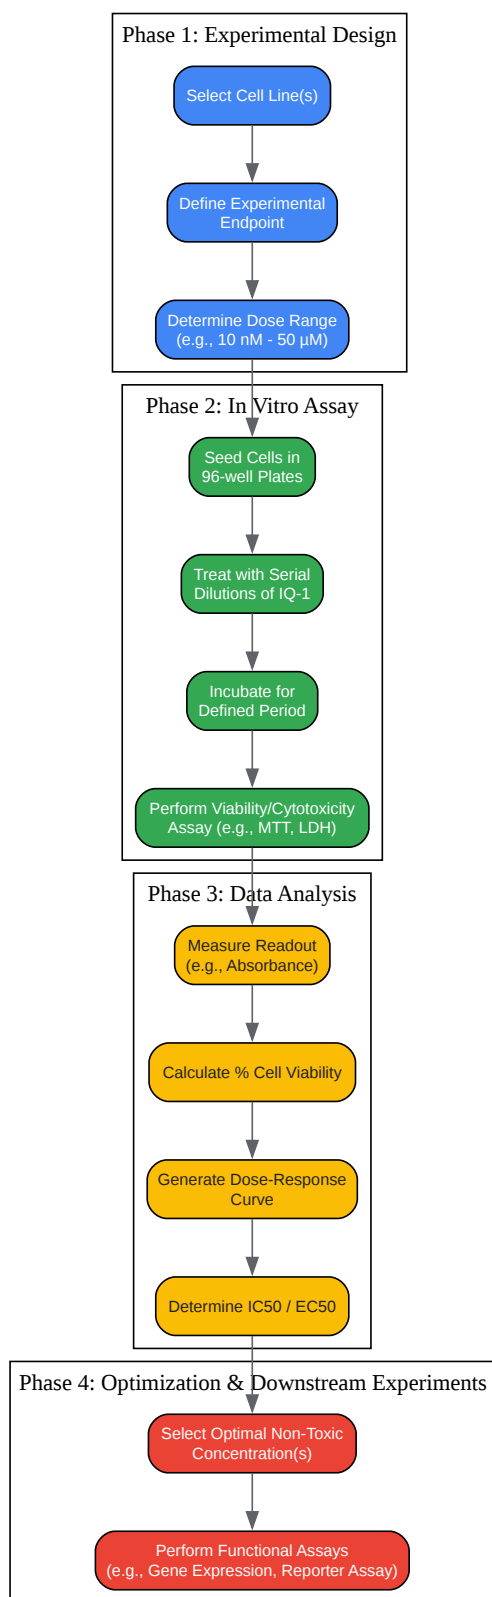 Phase 1: Experimental Design
Select Cell Line(s)
Define Experimental
Endpoint
Determine Dose Range
(e.g., 10 nM - 50 µM)
Phase 2: In Vitro Assay
Seed Cells in
96-well Plates
Treat with Serial
Dilutions of IQ-1
Incubate for
Defined Period
Perform Viability/Cytotoxicity
Assay (e.g., MTT, LDH)
Phase 3: Data Analysis
Measure Readout
(e.g., Absorbance)
Calculate % Cell Viability
Generate Dose-Response
Curve
Determine IC50 / EC50
Phase 4: Optimization & Downstream Experiments
Select Optimal Non-Toxic
Concentration(s)
Perform Functional Assays
(e.g., Gene Expression, Reporter Assay)